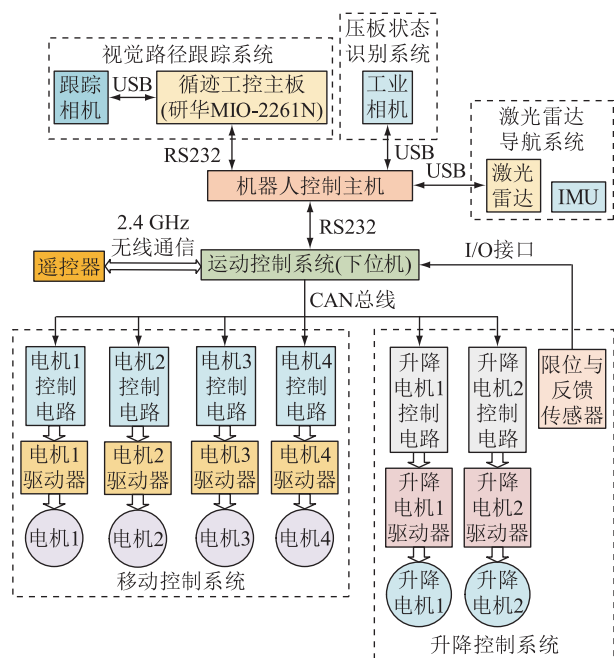 视觉路径跟踪系统
跟踪
相机
USB
循迹工控主板
(研华MIO-2261N)
压板状态
识别系统
工业
相机
激光雷达
导航系统
激光
雷达
IMU
RS232
USB
USB
机器人控制主机
RS232
2.4 GHz
无线通信
遥控器
运动控制系统(下位机)
I/O接口
CAN总线
电机1
控制
电路
电机2
控制
电路
电机3
控制
电路
电机4
控制
电路
升降
电机1
控制
电路
升降
电机2
控制
电路
限位与
反馈
传感器
电机1
驱动器
电机2
驱动器
电机3
驱动器
电机4
驱动器
升降
电机1
驱动器
升降
电机2
驱动器
电机1
电机2
电机3
电机4
升降
电机1
升降
电机2
移动控制系统
升降控制系统